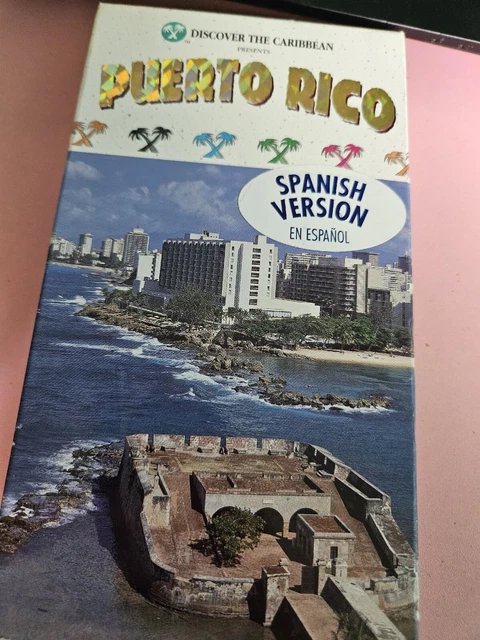 DISCOVER THE CARIBBEAN
PRESENTS
PUERTO RICO
SPANISH
VERSION
EN ESPAÑOL